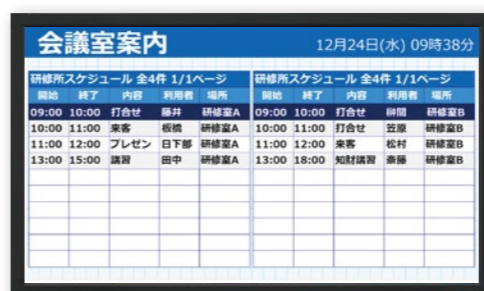 会議室案内
12月24日(水) 09時38分
研修所スケジュール 全4件 1/1ページ
開始 終了 内容 利用者 場所
09:00 10:00 打合せ 藤井 研修室A
10:00 11:00 来客 板橋 研修室A
11:00 12:00 プレゼン 日下部 研修室A
13:00 15:00 講習 田中 研修室A
研修所スケジュール 全4件 1/1ページ
開始 終了 内容 利用者 場所
09:00 10:00 打合せ 榊間 研修室B
10:00 11:00 打合せ 笠原 研修室B
11:00 12:00 来客 松村 研修室B
13:00 18:00 知財講習 斎藤 研修室B